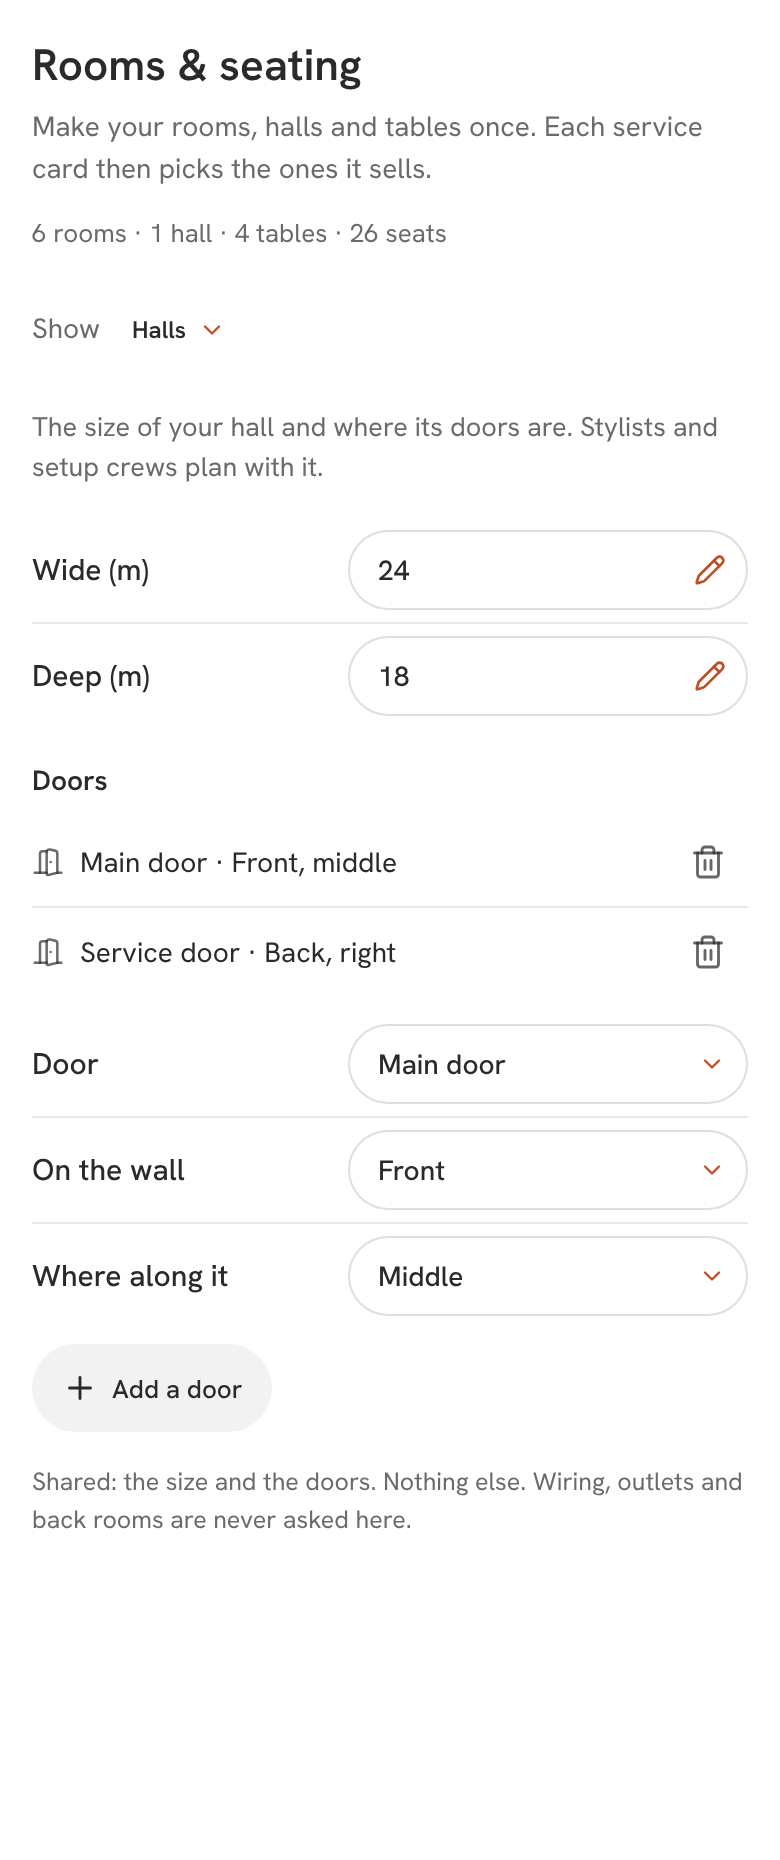 Rooms & seating
Make your rooms, halls and tables once. Each service
card then picks the ones it sells.
6 rooms · 1 hall · 4 tables · 26 seats
Show Halls
The size of your hall and where its doors are. Stylists and
setup crews plan with it.
Wide (m) 24
Deep (m) 18
Doors
Main door · Front, middle
Service door · Back, right
Door Main door
On the wall Front
Where along it Middle
Add a door
Shared: the size and the doors. Nothing else. Wiring, outlets and
back rooms are never asked here.